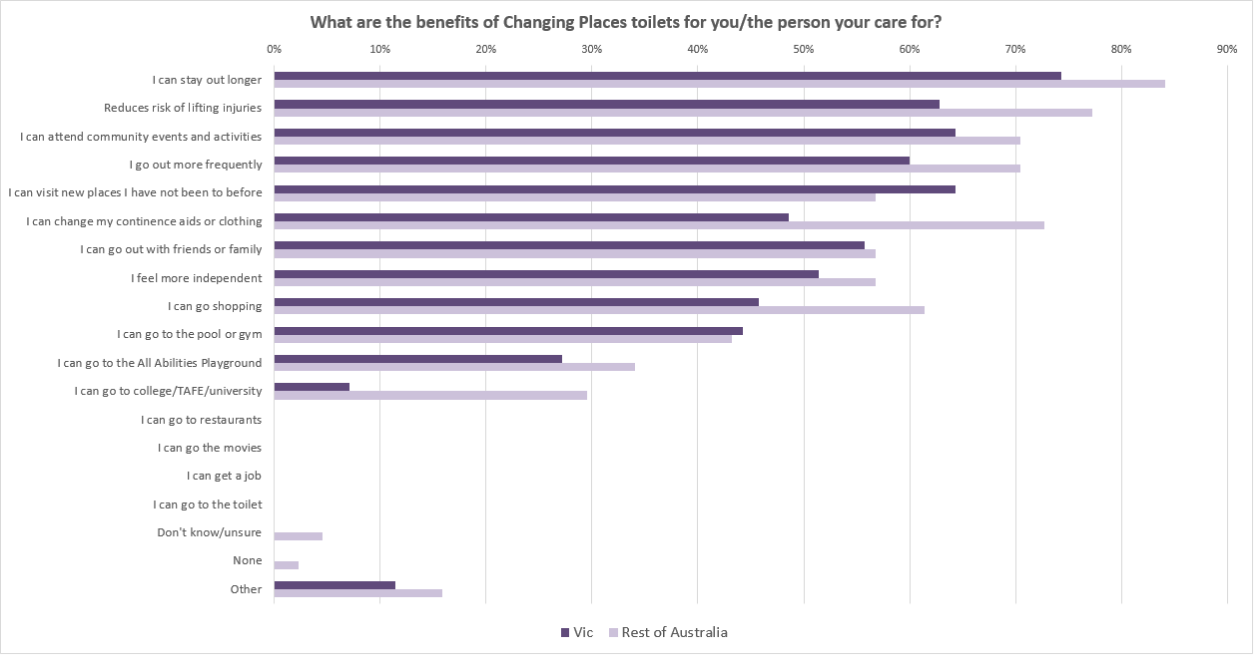 What are the benefits of Changing Places toilets for you/the person your care for?
0% 10% 20% 30% 40% 50% 60% 70% 80% 90%
I can stay out longer
Reduces risk of lifting injuries
I can attend community events and activities
I go out more frequently
I can visit new places I have not been to before
I can change my continence aids or clothing
I can go out with friends or family
I feel more independent
I can go shopping
I can go to the pool or gym
I can go to the All Abilities Playground
I can go to college/TAFE/university
I can go to restaurants
I can go the movies
I can get a job
I can go to the toilet
Don't know/unsure
None
Other
Vic Rest of Australia